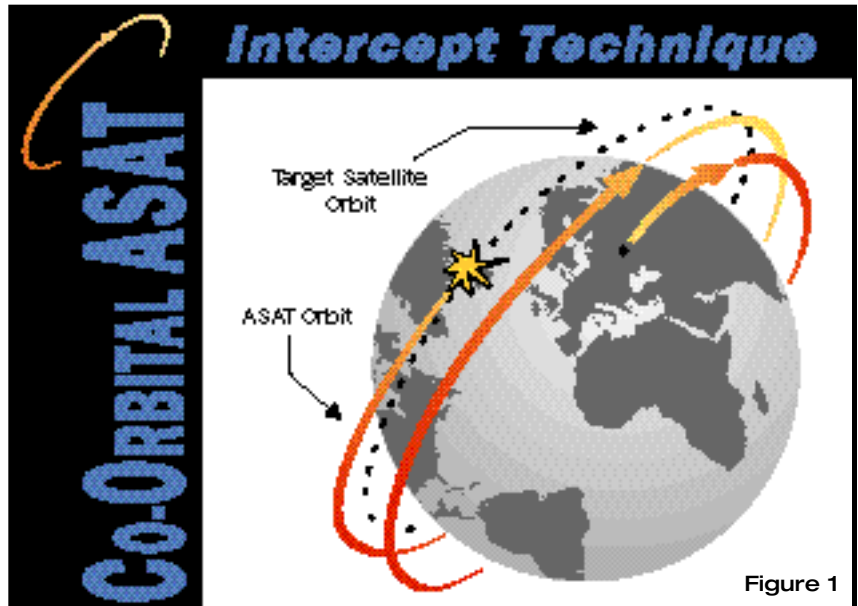 Intercept Technique
CO-ORBITAL ASAT
Target Satellite
Orbit
ASAT Orbit
Figure 1